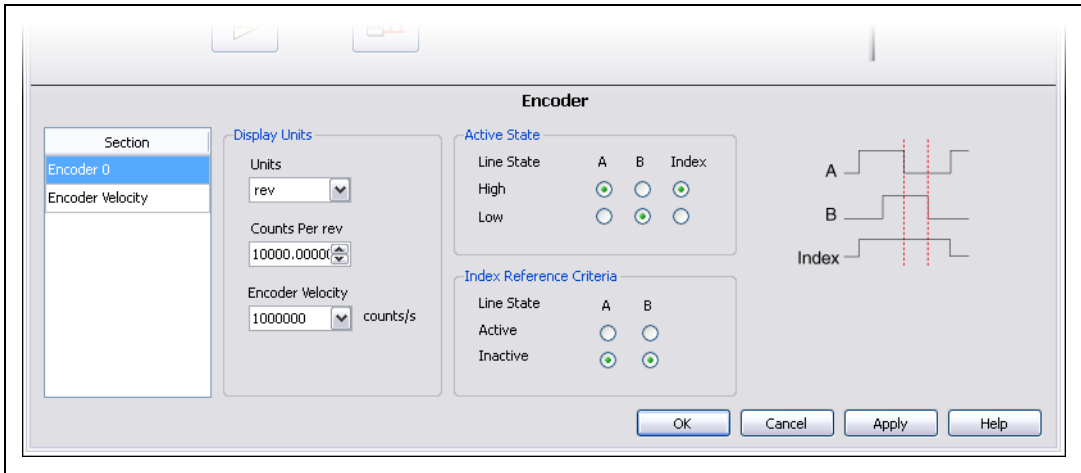 Encoder
Section
Encoder 0
Encoder Velocity
Display Units
Units
rev
Counts Per rev
10000.0000
Encoder Velocity
1000000 counts/s
Active State
Line State A B Index
High
Low
Index Reference Criteria
Line State A B
Active
Inactive
A
B
Index
OK Cancel Apply Help